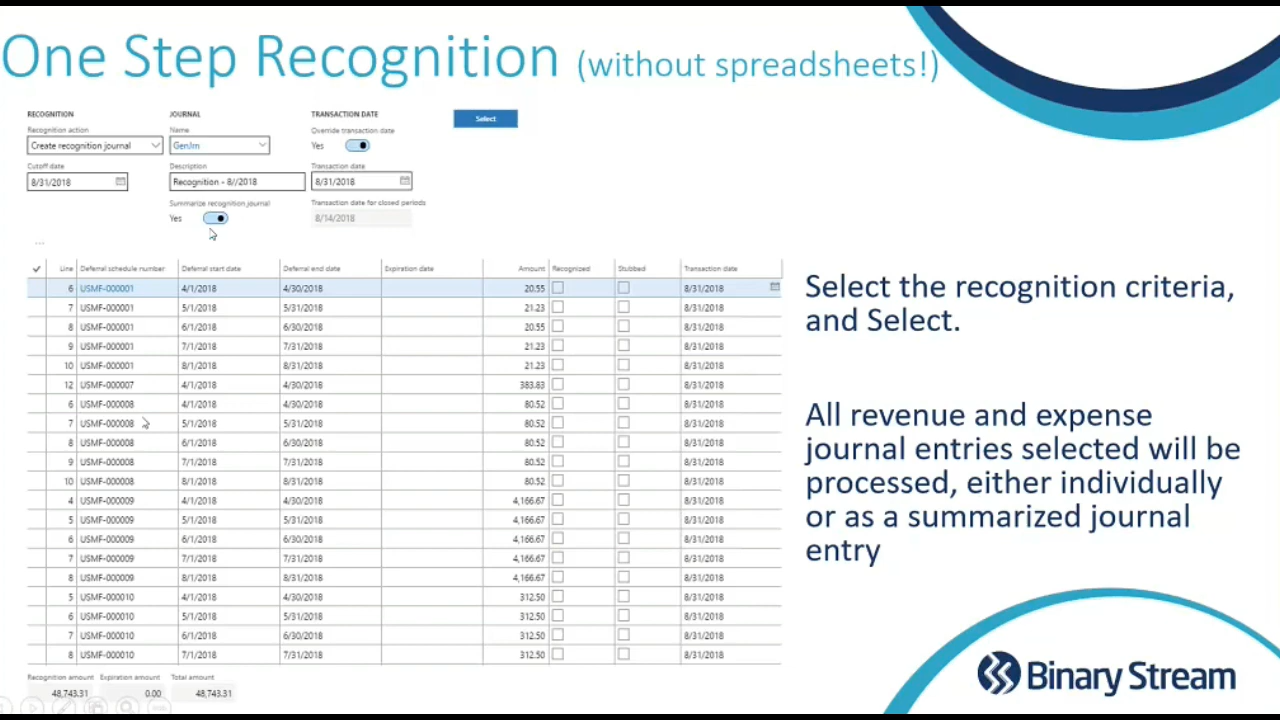 One Step Recognition (without spreadsheets!)
RECOGNITION JOURNAL TRANSACTION DATE Select
Recognition action Name Override transaction date
Create recognition journal GenJrn Yes
Cutoff date Description Transaction date
8/31/2018 Recognition - 8//2018 8/31/2018
Summarize recognition journal Transaction date for closed periods
Yes 8/14/2018
...
Line Deferral schedule number Deferral start date Deferral end date Expiration date Amount Recognized Stubbed Transaction date
6 USMF-000001 4/1/2018 4/30/2018 20.55 8/31/2018
7 USMF-000001 5/1/2018 5/31/2018 21.23 8/31/2018
8 USMF-000001 6/1/2018 6/30/2018 20.55 8/31/2018
9 USMF-000001 7/1/2018 7/31/2018 21.23 8/31/2018
10 USMF-000001 8/1/2018 8/31/2018 21.23 8/31/2018
12 USMF-000007 4/1/2018 4/30/2018 383.83 8/31/2018
6 USMF-000008 4/1/2018 4/30/2018 80.52 8/31/2018
7 USMF-000008 5/1/2018 5/31/2018 80.52 8/31/2018
8 USMF-000008 6/1/2018 6/30/2018 80.52 8/31/2018
9 USMF-000008 7/1/2018 7/31/2018 80.52 8/31/2018
10 USMF-000008 8/1/2018 8/31/2018 80.52 8/31/2018
4 USMF-000009 4/1/2018 4/30/2018 4,166.67 8/31/2018
5 USMF-000009 5/1/2018 5/31/2018 4,166.67 8/31/2018
6 USMF-000009 6/1/2018 6/30/2018 4,166.67 8/31/2018
7 USMF-000009 7/1/2018 7/31/2018 4,166.67 8/31/2018
8 USMF-000009 8/1/2018 8/31/2018 4,166.67 8/31/2018
5 USMF-000010 4/1/2018 4/30/2018 312.50 8/31/2018
6 USMF-000010 5/1/2018 5/31/2018 312.50 8/31/2018
7 USMF-000010 6/1/2018 6/30/2018 312.50 8/31/2018
8 USMF-000010 7/1/2018 7/31/2018 312.50 8/31/2018
Recognition amount Expiration amount Total amount
48,743.31 0.00 48,743.31
Select the recognition criteria,
and Select.
All revenue and expense
journal entries selected will be
processed, either individually
or as a summarized journal
entry
Binary Stream